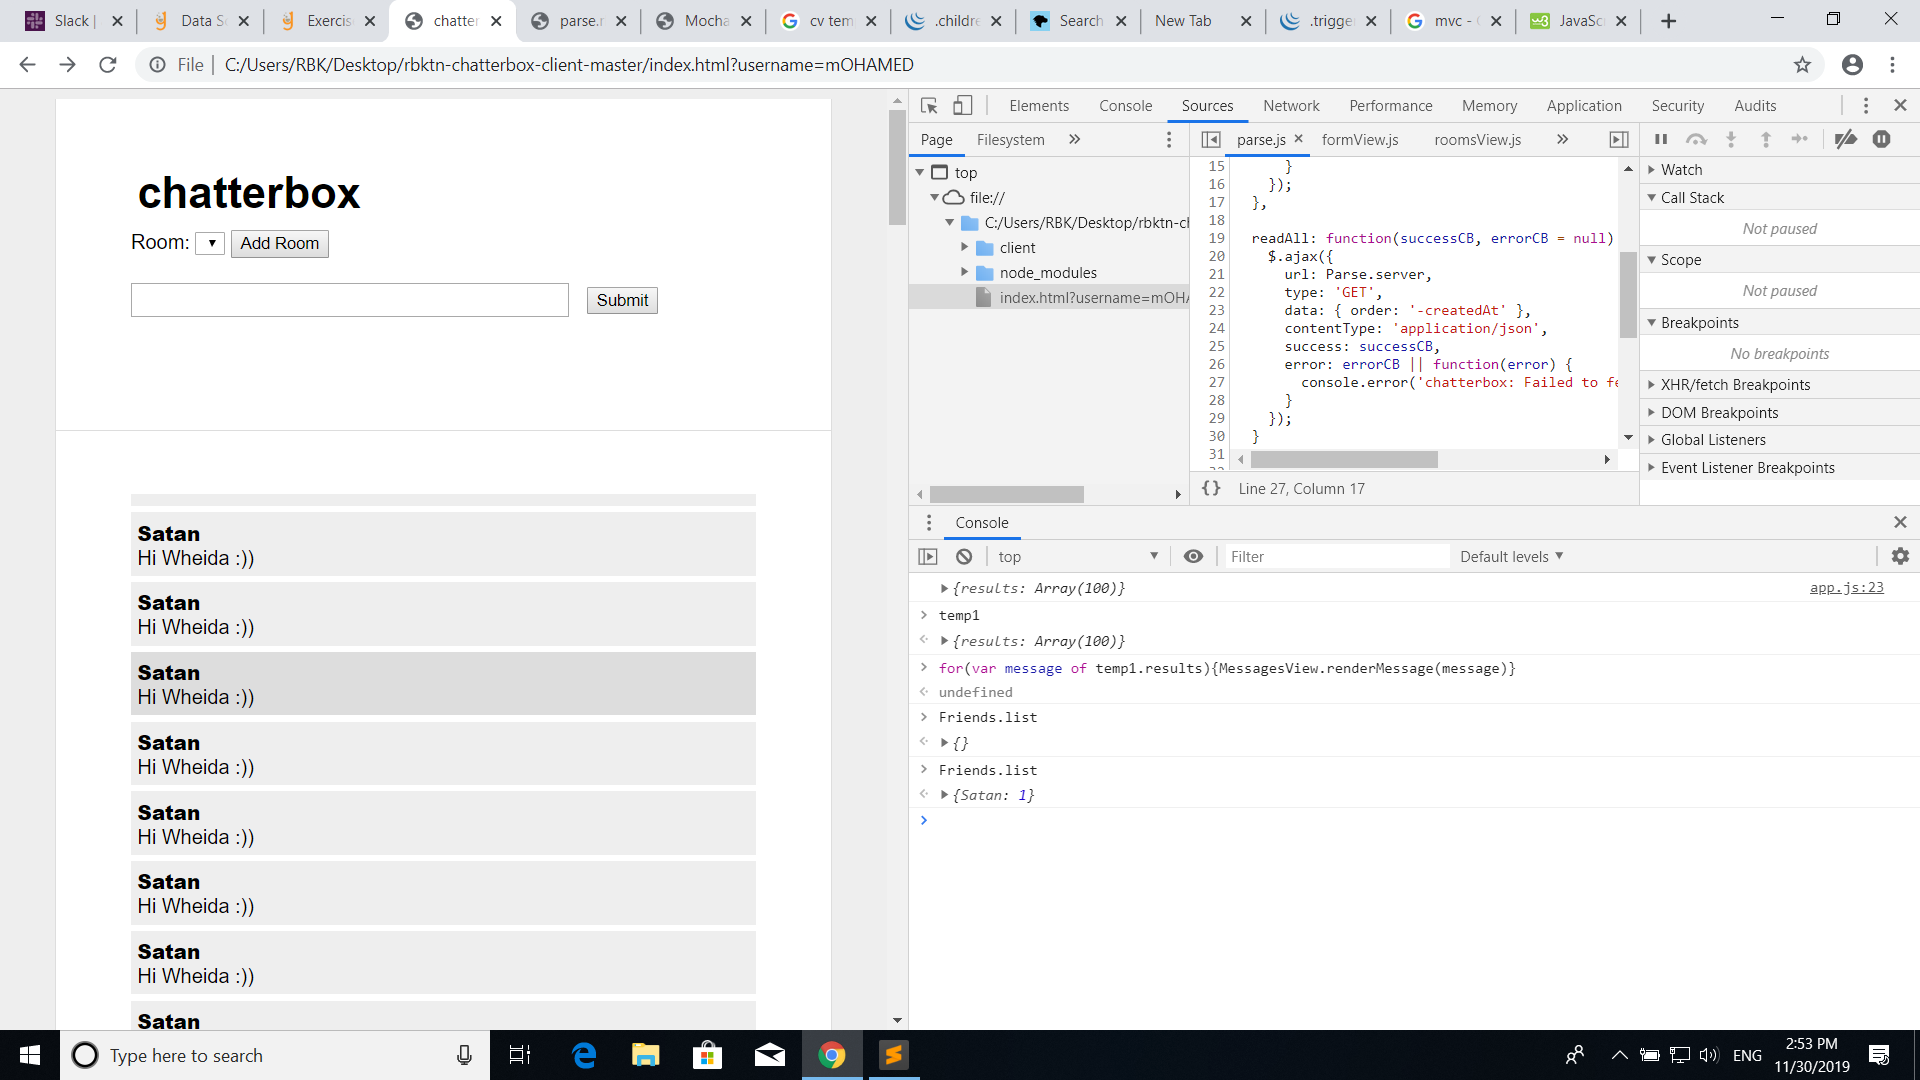 Slack |
Data S
Exercis
chatter
parse.r
Mocha
cv tem
.childre
Search
New Tab
.trigge
mvc -
JavaSc
File | C:/Users/RBK/Desktop/rbktn-chatterbox-client-master/index.html?username=mOHAMED
chatterbox
Room: Add Room
Submit
Satan
Hi Wheida :))
Satan
Hi Wheida :))
Satan
Hi Wheida :))
Satan
Hi Wheida :))
Satan
Hi Wheida :))
Satan
Hi Wheida :))
Satan
Hi Wheida :))
Satan
Elements Console Sources Network Performance Memory Application Security Audits
Page Filesystem »
top
file://
C:/Users/RBK/Desktop/rbktn-cl
client
node_modules
index.html?username=mOHA
parse.js formView.js roomsView.js »
15 }
16 });
17 },
18
19 readAll: function(successCB, errorCB = null)
20 $.ajax({
21 url: Parse.server,
22 type: 'GET',
23 data: { order: '-createdAt' },
24 contentType: 'application/json',
25 success: successCB,
26 error: errorCB || function(error) {
27 console.error('chatterbox: Failed to fe
28 }
29 });
30 }
31
{} Line 27, Column 17
Watch
Call Stack
Not paused
Scope
Not paused
Breakpoints
No breakpoints
XHR/fetch Breakpoints
DOM Breakpoints
Global Listeners
Event Listener Breakpoints
Console
top Filter Default levels
{results: Array(100)} app.js:23
temp1
{results: Array(100)}
for(var message of temp1.results){MessagesView.renderMessage(message)}
undefined
Friends.list
{}
Friends.list
{Satan: 1}
Type here to search
ENG
2:53 PM
11/30/2019